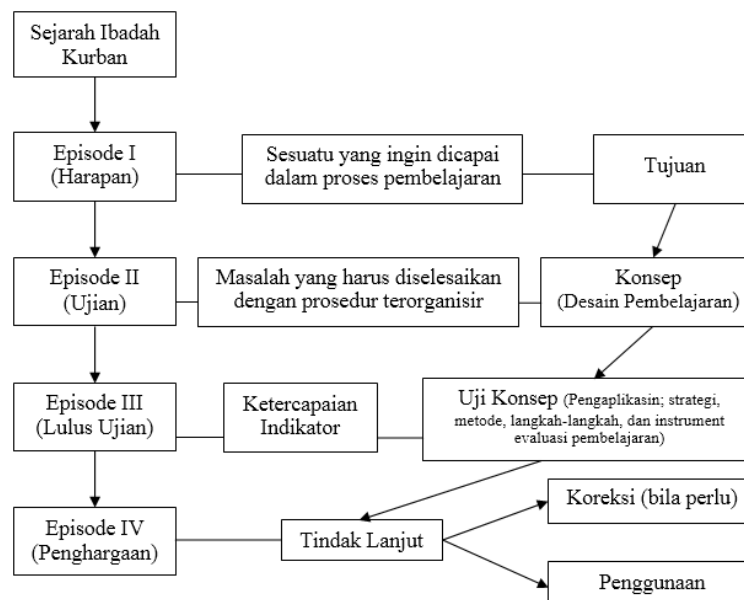 Sejarah Ibadah
Kurban
Episode I
(Harapan)
Sesuatu yang ingin dicapai
dalam proses pembelajaran
Tujuan
Episode II
(Ujian)
Masalah yang harus diselesaikan
dengan prosedur terorganisir
Konsep
(Desain Pembelajaran)
Episode III
(Lulus Ujian)
Ketercapaian
Indikator
Uji Konsep (Pengaplikasin; strategi,
metode, langkah-langkah, dan instrument
evaluasi pembelajaran)
Episode IV
(Penghargaan)
Tindak Lanjut
Koreksi (bila perlu)
Penggunaan